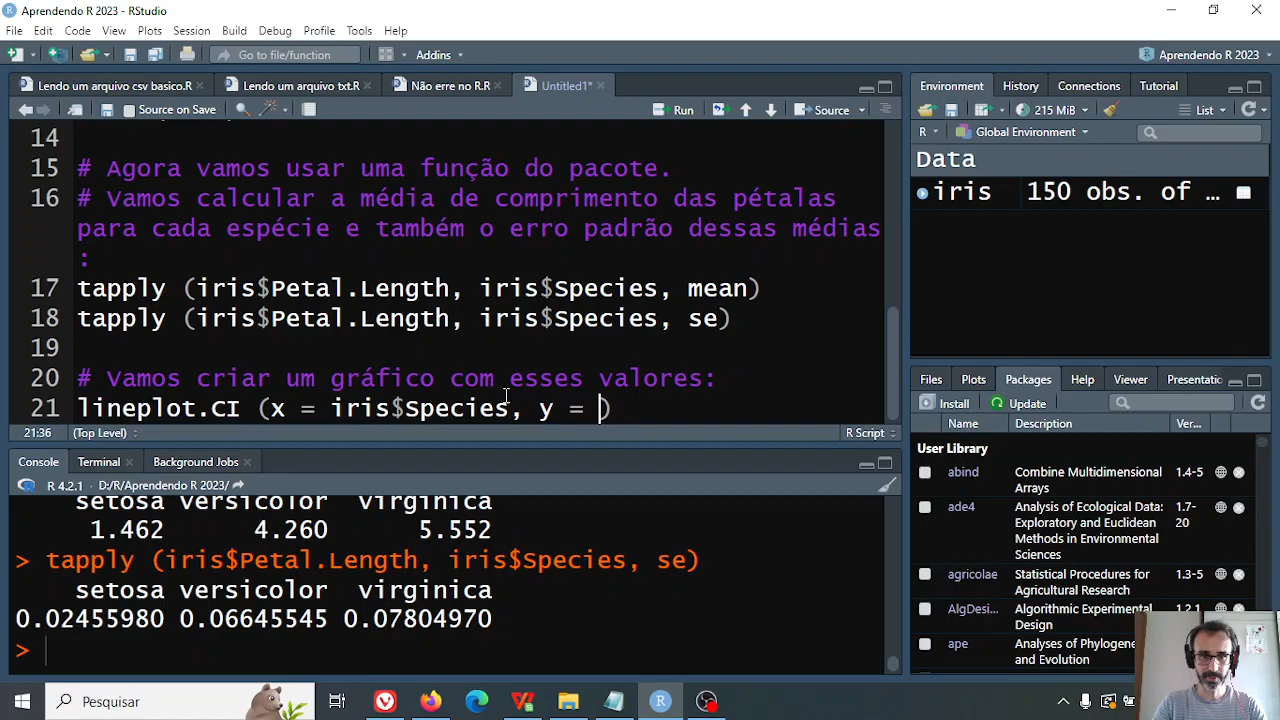 Aprendendo R 2023 - RStudio
File Edit Code View Plots Session Build Debug Profile Tools Help
Go to file/function Addins Aprendendo R 2023
Lendo um arquivo csv basico.R Lendo um arquivo txt.R Não erre no R.R Untitled1*
Source on Save Run Source
14
15 # Agora vamos usar uma função do pacote.
16 # Vamos calcular a média de comprimento das pétalas
para cada espécie e também o erro padrão dessas médias
:
17 tapply (iris$Petal.Length, iris$Species, mean)
18 tapply (iris$Petal.Length, iris$Species, se)
19
20 # Vamos criar um gráfico com esses valores:
21 lineplot.CI (x = iris$Species, y = )
21:36 (Top Level) R Script
Console Terminal Background Jobs
R 4.2.1 · D:/R/Aprendendo R 2023/
setosa versicolor virginica
1.462 4.260 5.552
> tapply (iris$Petal.Length, iris$Species, se)
setosa versicolor virginica
0.02455980 0.06645545 0.07804970
>
Environment History Connections Tutorial
215 MiB List
R Global Environment
Data
iris 150 obs. of …
Files Plots Packages Help Viewer Presentatic
Install Update
Name Description Ver...
User Library
abind Combine Multidimensional Arrays 1.4-5
ade4 Analysis of Ecological Data: Exploratory and Euclidean Methods in Environmental Sciences 1.7-20
agricolae Statistical Procedures for Agricultural Research 1.3-5
AlgDesi... Algorithmic Experimental Design 1.2.1
ape Analyses of Phylogene and Evolution
Pesquisar